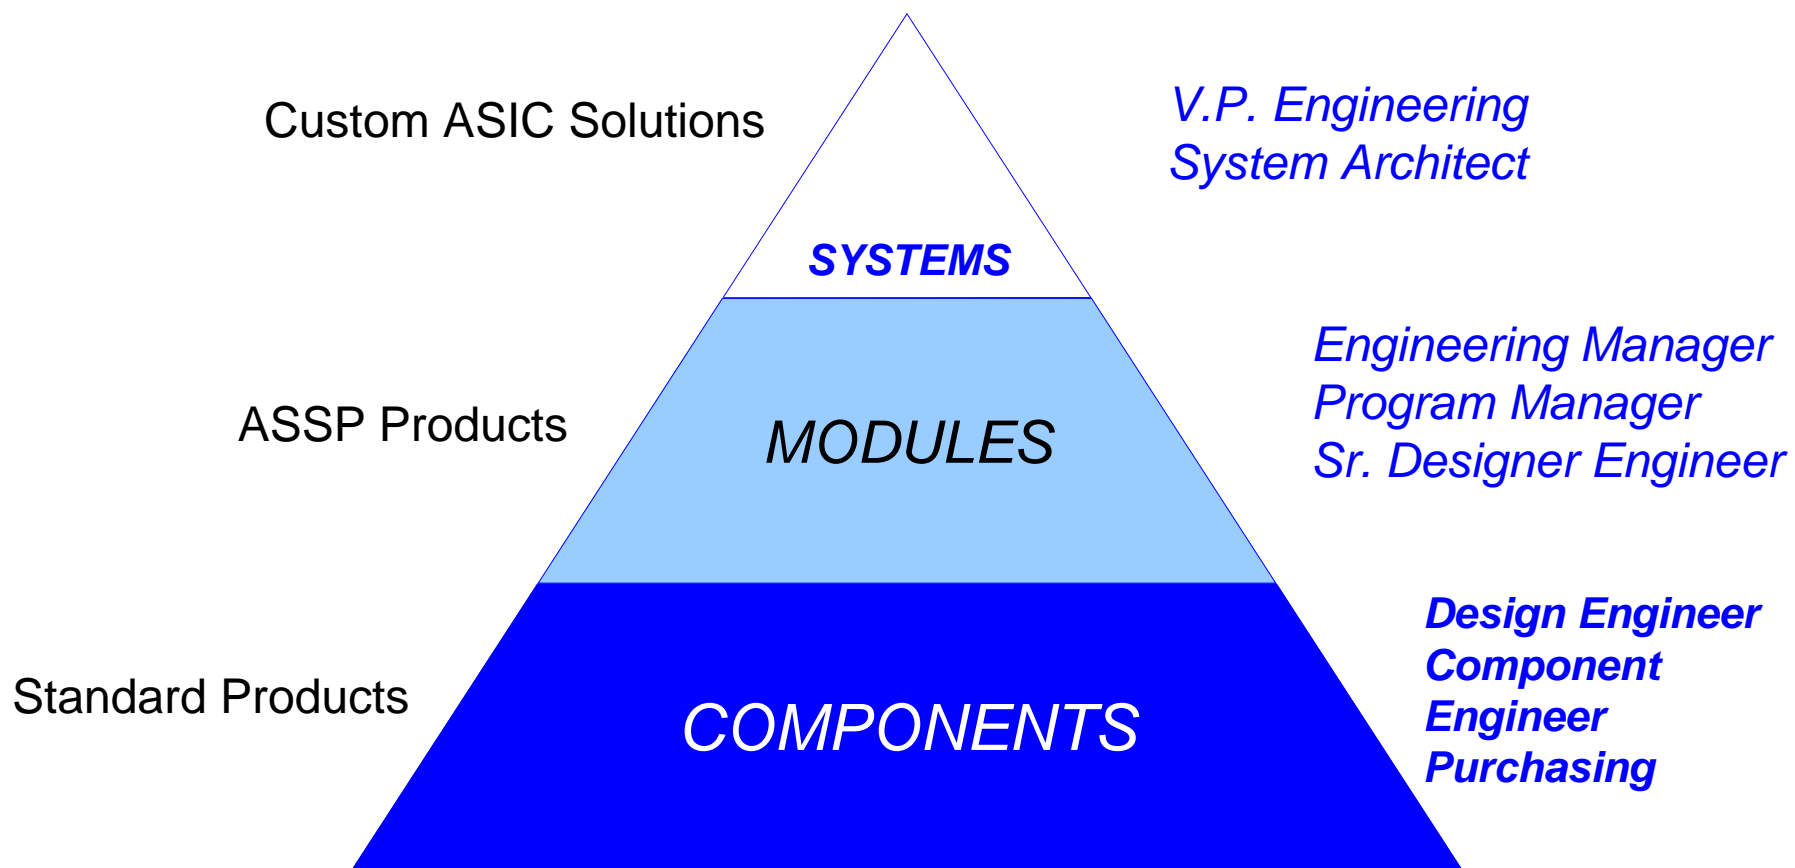 Custom ASIC Solutions
V.P. Engineering
System Architect
SYSTEMS
ASSP Products
MODULES
Engineering Manager
Program Manager
Sr. Designer Engineer
Standard Products
COMPONENTS
Design Engineer
Component
Engineer
Purchasing